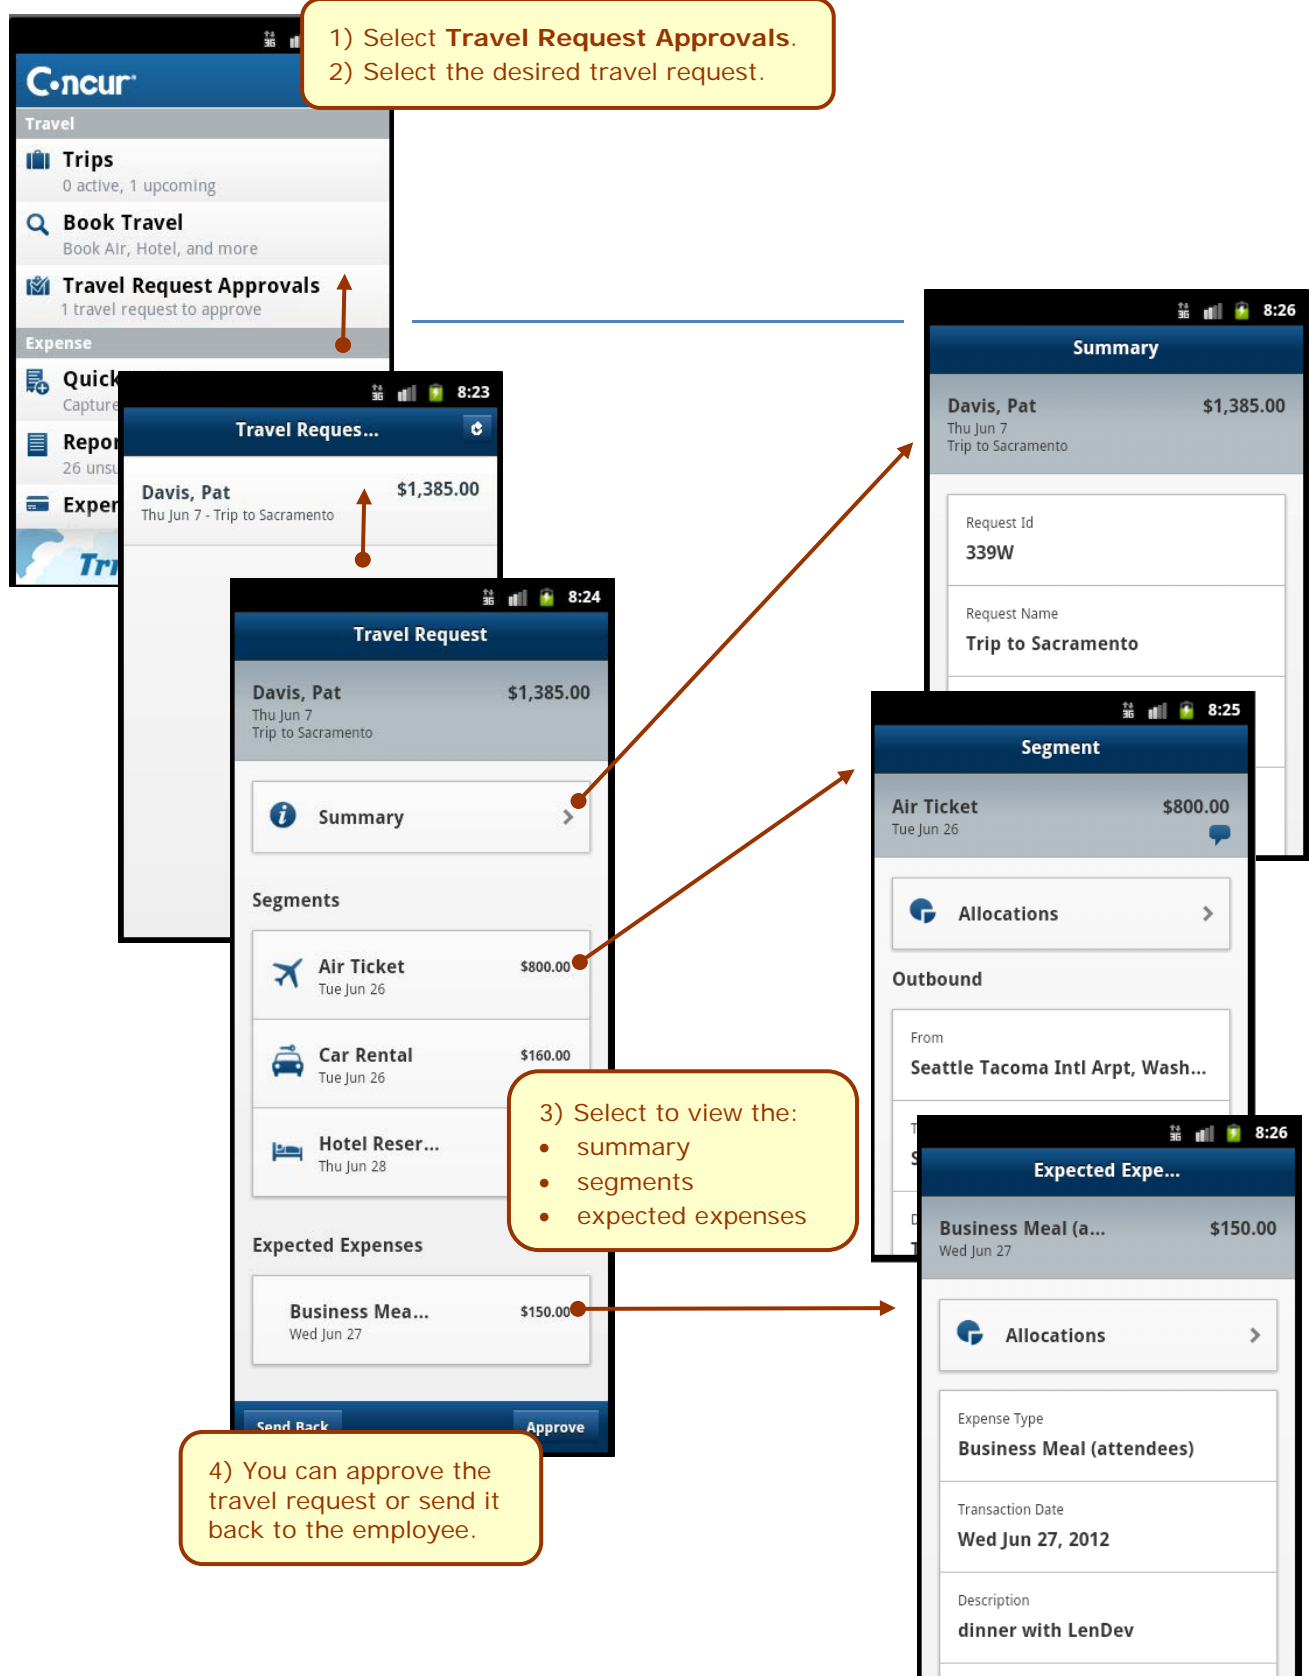 1) Select Travel Request Approvals.
2) Select the desired travel request.
3G
Concur
Travel
Trips
0 active, 1 upcoming
Book Travel
Book Air, Hotel, and more
Travel Request Approvals
1 travel request to approve
Expense
Quick
Capture
Repor
26 unsu
Exper
3G 8:23
Travel Reques...
Davis, Pat $1,385.00
Thu Jun 7 - Trip to Sacramento
3G 8:24
Travel Request
Davis, Pat $1,385.00
Thu Jun 7
Trip to Sacramento
Summary
Segments
Air Ticket $800.00
Tue Jun 26
Car Rental $160.00
Tue Jun 26
Hotel Reser...
Thu Jun 28
Expected Expenses
Business Mea... $150.00
Wed Jun 27
Send Back Approve
3) Select to view the:
• summary
• segments
• expected expenses
4) You can approve the
travel request or send it
back to the employee.
3G 8:26
Summary
Davis, Pat $1,385.00
Thu Jun 7
Trip to Sacramento
Request Id
339W
Request Name
Trip to Sacramento
3G 8:25
Segment
Air Ticket $800.00
Tue Jun 26
Allocations
Outbound
From
Seattle Tacoma Intl Arpt, Wash...
3G 8:26
Expected Expe...
Business Meal (a... $150.00
Wed Jun 27
Allocations
Expense Type
Business Meal (attendees)
Transaction Date
Wed Jun 27, 2012
Description
dinner with LenDev